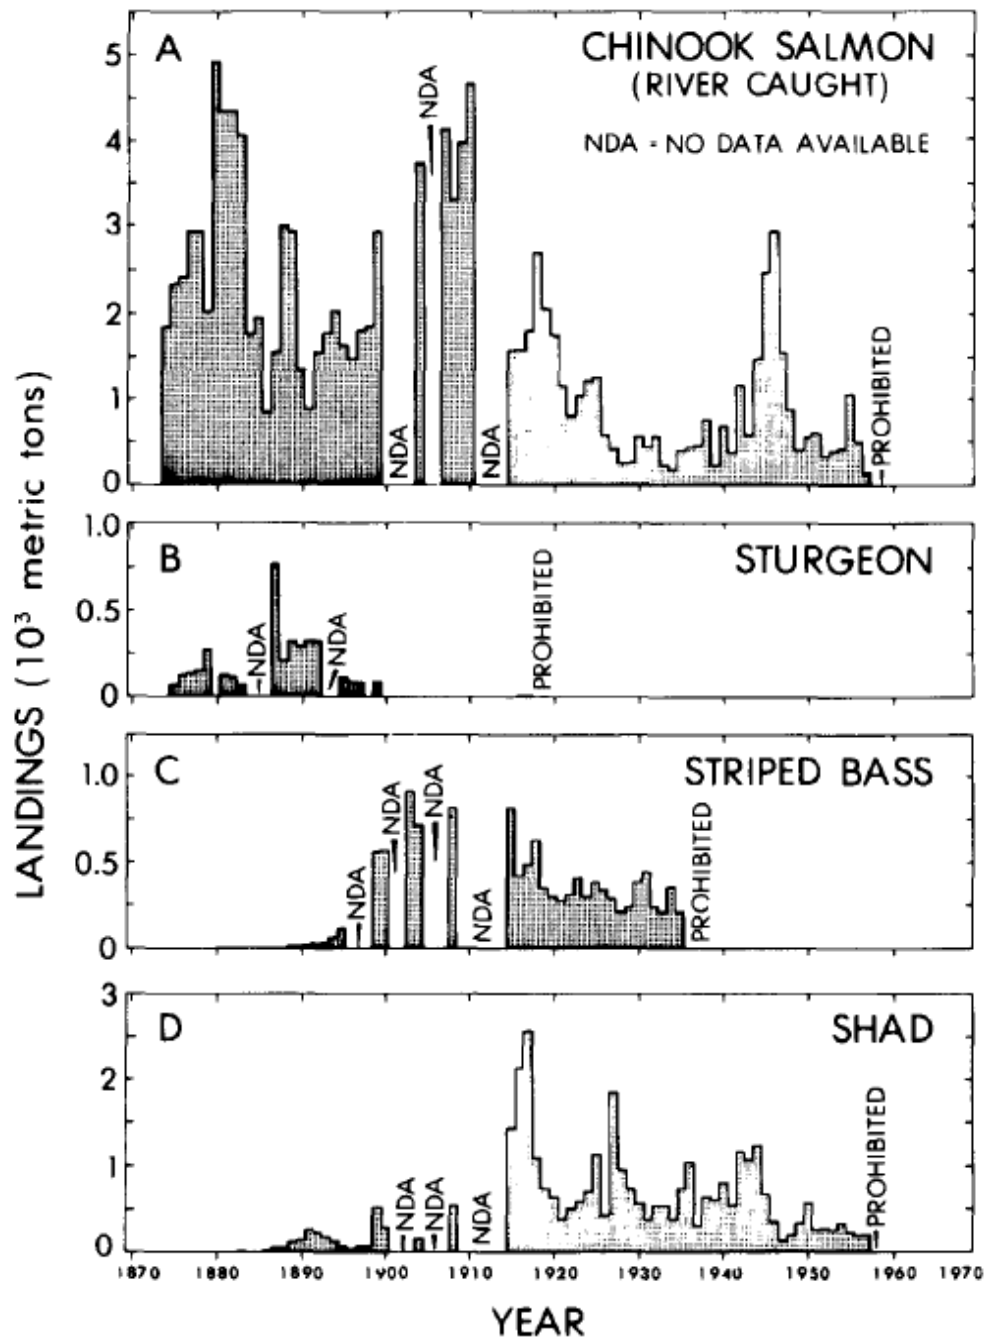 LANDINGS (10³ metric tons)
A
CHINOOK SALMON
(RIVER CAUGHT)
NDA = NO DATA AVAILABLE
5
4
3
2
1
0
NDA
NDA
NDA
PROHIBITED
B
STURGEON
1.0
0.5
0
NDA
NDA
PROHIBITED
C
STRIPED BASS
1.0
0.5
0
NDA
NDA
NDA
NDA
PROHIBITED
D
SHAD
3
2
1
0
NDA
NDA
NDA
PROHIBITED
1870 1880 1890 1900 1910 1920 1930 1940 1950 1960 1970
YEAR